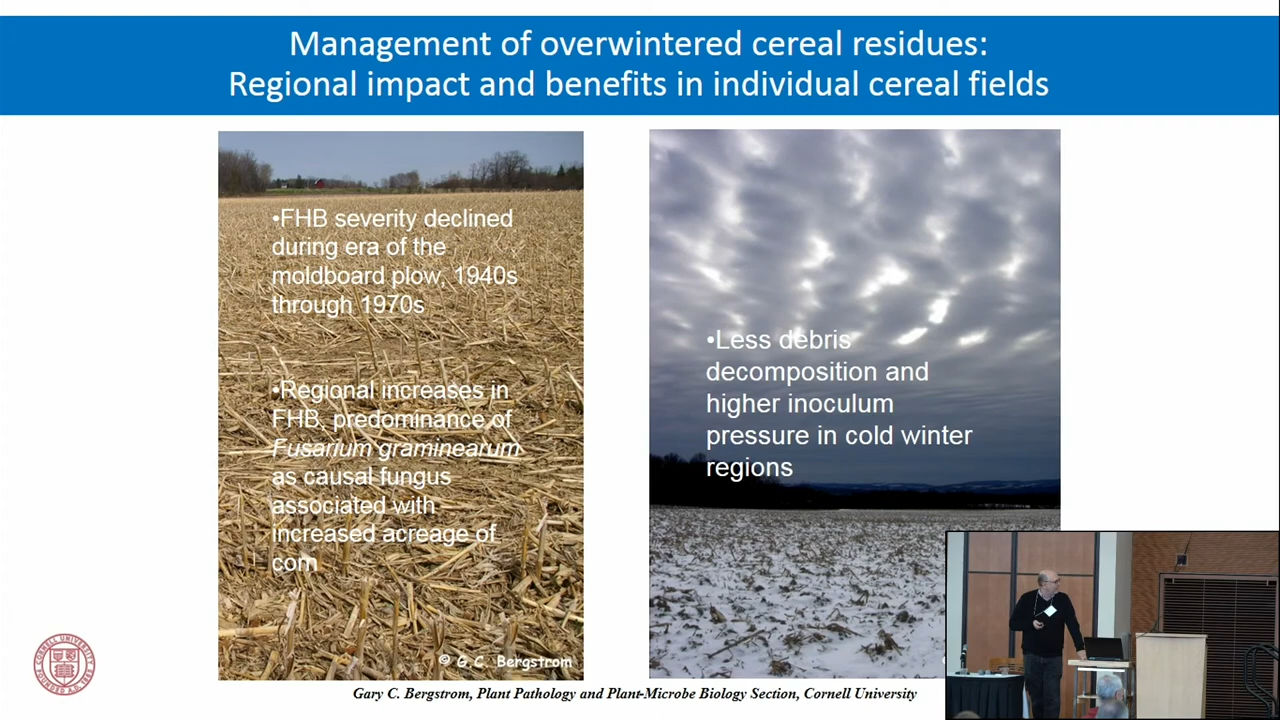 Management of overwintered cereal residues:
Regional impact and benefits in individual cereal fields
•FHB severity declined
during era of the
moldboard plow, 1940s
through 1970s
•Regional increases in
FHB, predominance of
Fusarium graminearum
as causal fungus
associated with
increased acreage of
corn
© G.C. Bergstrom
•Less debris
decomposition and
higher inoculum
pressure in cold winter
regions
CORNELL UNIVERSITY
Gary C. Bergstrom, Plant Pathology and Plant-Microbe Biology Section, Cornell University